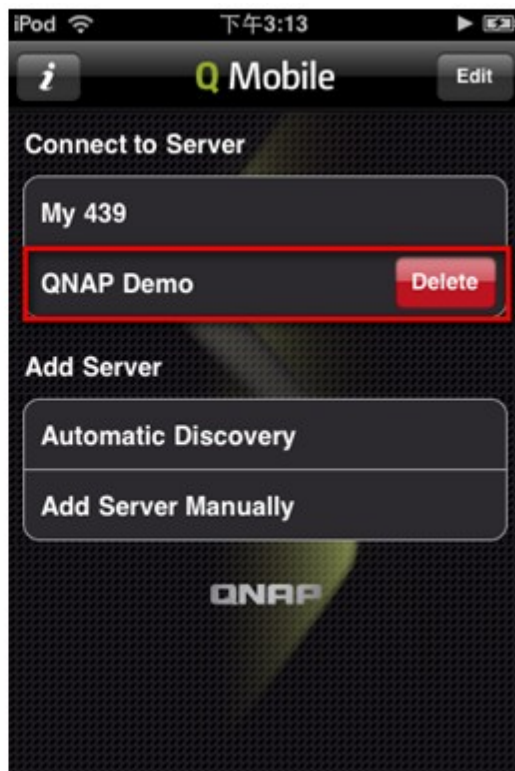 iPod 下午3:13
i Q Mobile Edit
Connect to Server
My 439
QNAP Demo Delete
Add Server
Automatic Discovery
Add Server Manually
QNAP